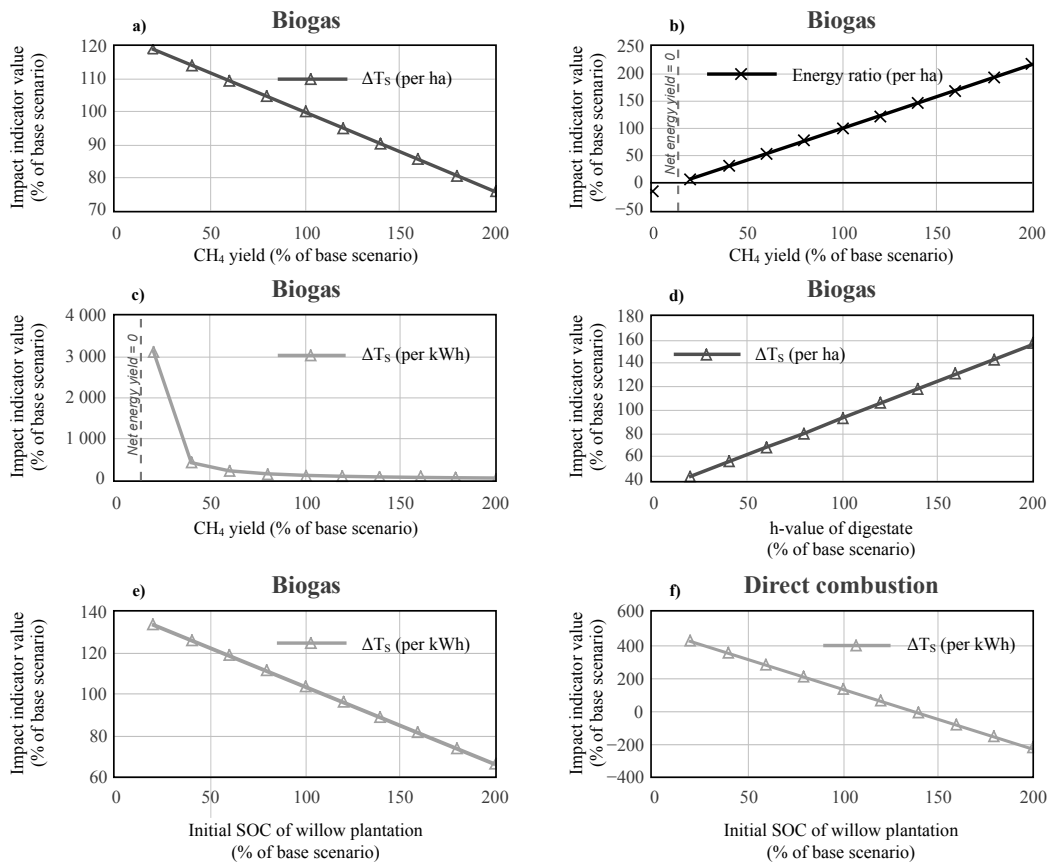 Biogas
a)
Impact indicator value
(% of base scenario)
120
110
100
90
80
70
ΔT_S (per ha)
0
50
100
150
200
CH₄ yield (% of base scenario)
Biogas
b)
Impact indicator value
(% of base scenario)
250
200
150
100
50
0
−50
Net energy yield = 0
Energy ratio (per ha)
0
50
100
150
200
CH₄ yield (% of base scenario)
Biogas
c)
Impact indicator value
(% of base scenario)
4 000
3 000
2 000
1 000
0
Net energy yield = 0
ΔT_S (per kWh)
0
50
100
150
200
CH₄ yield (% of base scenario)
Biogas
d)
Impact indicator value
(% of base scenario)
180
160
140
120
100
80
60
40
ΔT_S (per ha)
0
50
100
150
200
h-value of digestate
(% of base scenario)
Biogas
e)
Impact indicator value
(% of base scenario)
140
120
100
80
60
ΔT_S (per kWh)
0
50
100
150
200
Initial SOC of willow plantation
(% of base scenario)
Direct combustion
f)
Impact indicator value
(% of base scenario)
600
400
200
0
−200
−400
ΔT_S (per kWh)
0
50
100
150
200
Initial SOC of willow plantation
(% of base scenario)